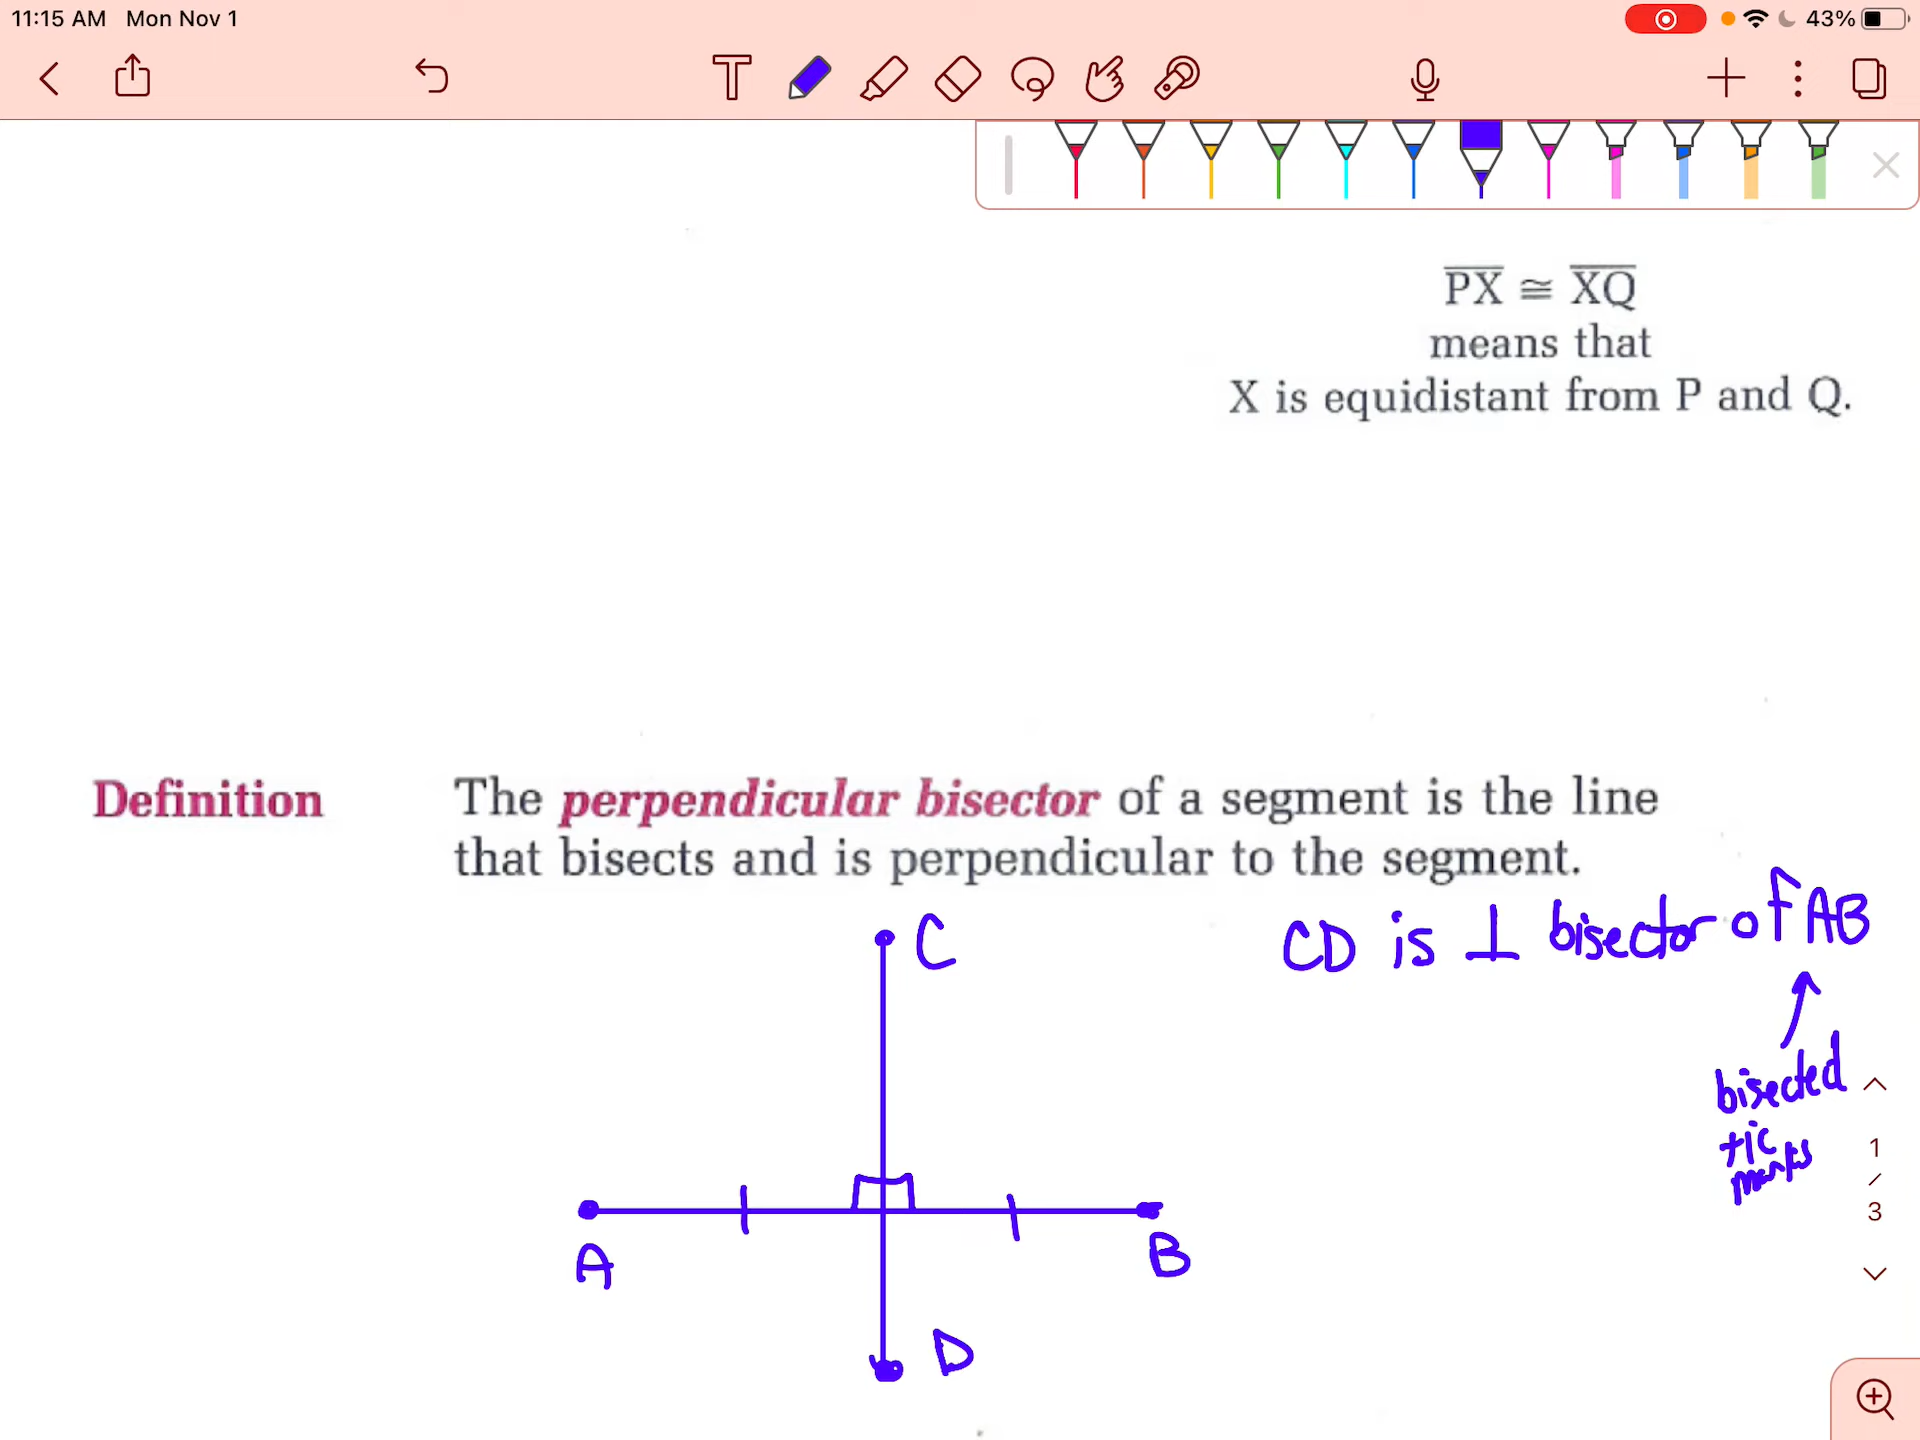 11:15 AM Mon Nov 1
43%
PX ≅ XQ
means that
X is equidistant from P and Q.
Definition
The perpendicular bisector of a segment is the line
that bisects and is perpendicular to the segment.
C
CD is ⊥ bisector of AB
bisected
tic
marks
1
/
3
A
B
D